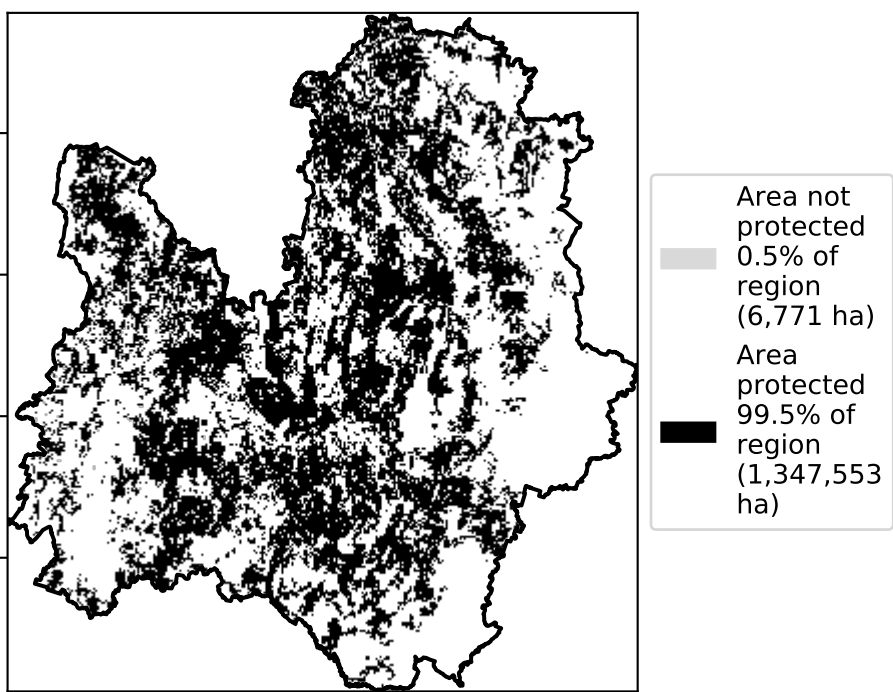 Area not
protected
0.5% of
region
(6,771 ha)
Area
protected
99.5% of
region
(1,347,553
ha)